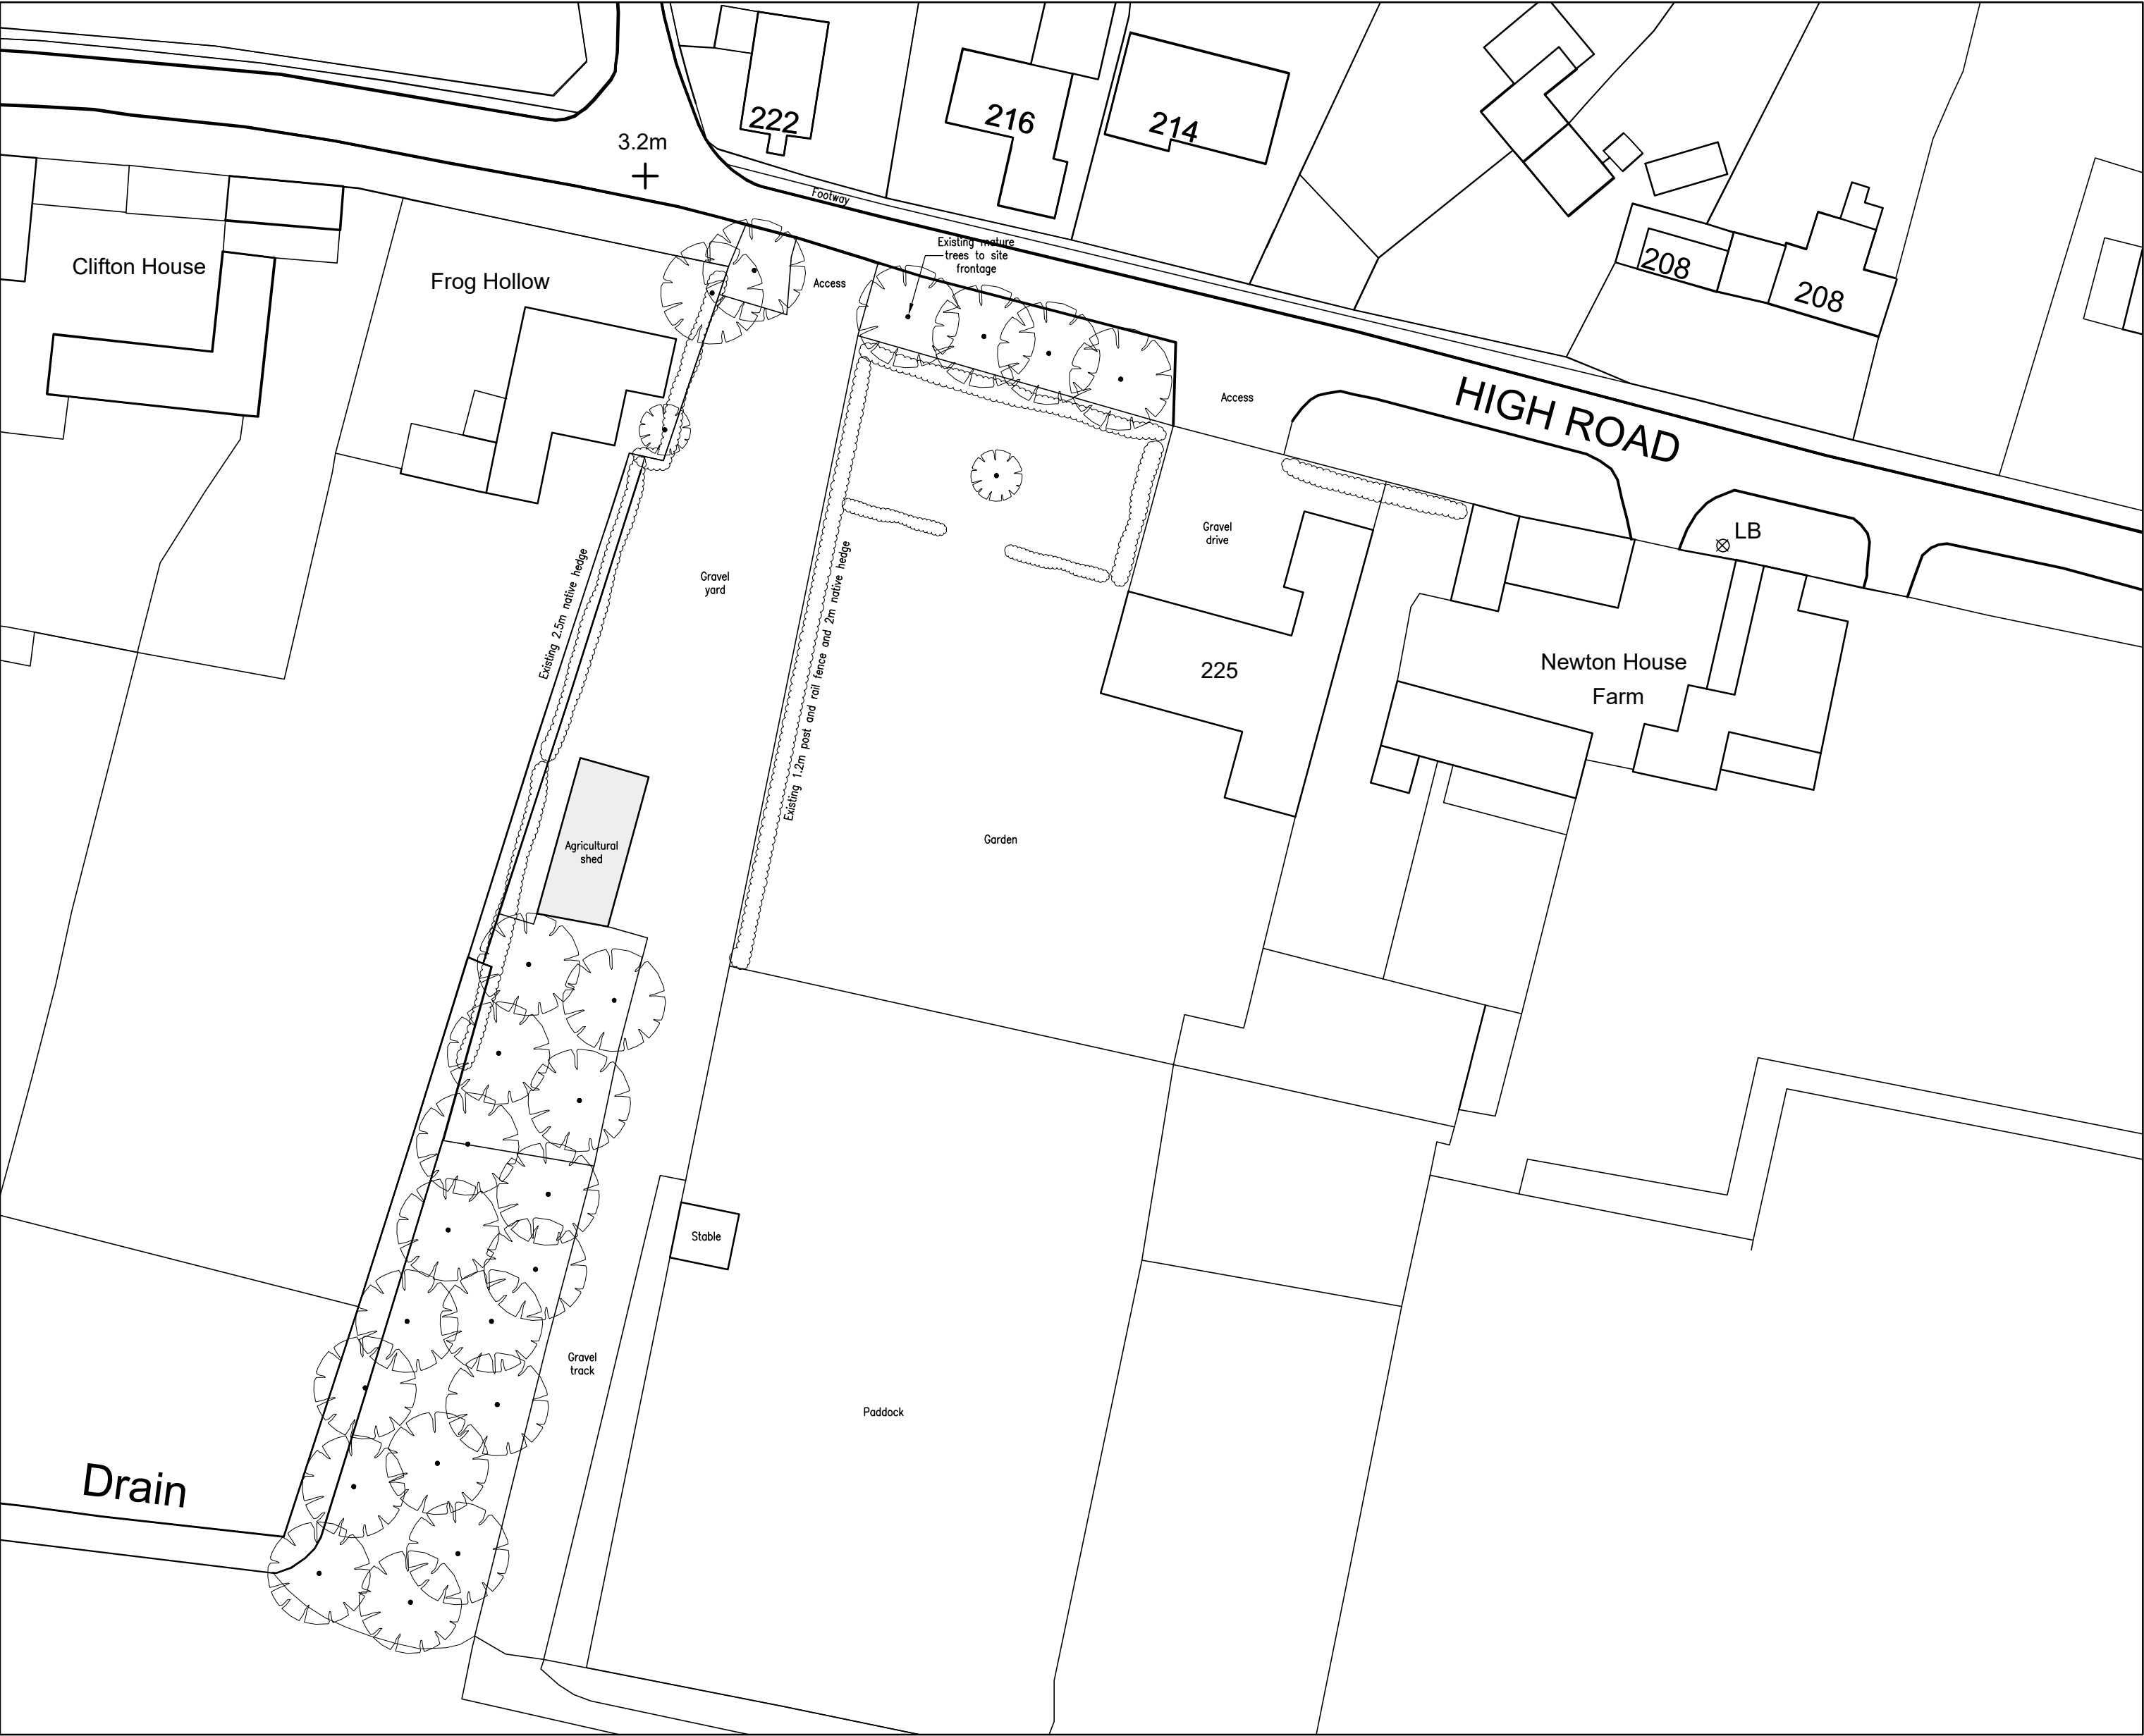 222
216
214
3.2m
Footway
Existing mature
trees to site
frontage
Clifton House
Frog Hollow
Access
208
208
Access
HIGH ROAD
LB
Gravel
drive
Existing 2.5m native hedge
Gravel
yard
Existing 1.2m post and rail fence and 2m native hedge
225
Newton House
Farm
Agricultural
shed
Garden
Stable
Gravel
track
Paddock
Drain